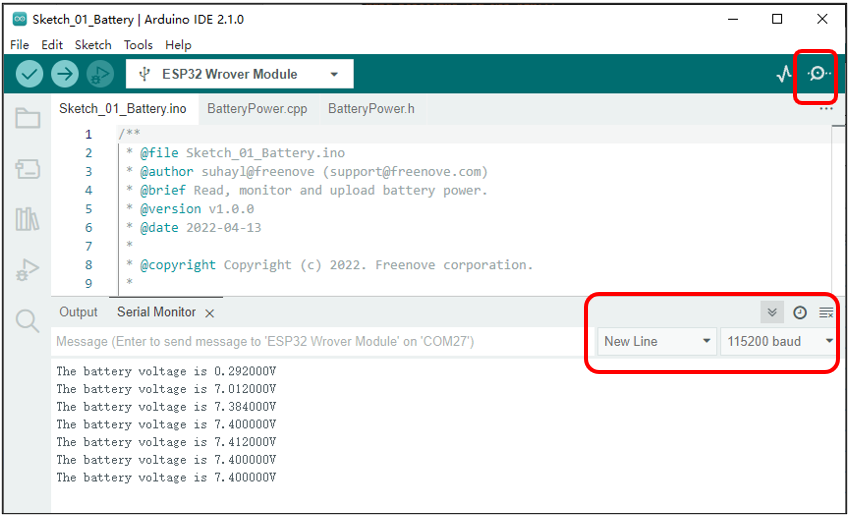 Sketch_01_Battery | Arduino IDE 2.1.0
File Edit Sketch Tools Help
ESP32 Wrover Module
Sketch_01_Battery.ino BatteryPower.cpp BatteryPower.h
1 /**
2 * @file Sketch_01_Battery.ino
3 * @author suhayl@freenove (support@freenove.com)
4 * @brief Read, monitor and upload battery power.
5 * @version v1.0.0
6 * @date 2022-04-13
7 *
8 * @copyright Copyright (c) 2022. Freenove corporation.
9 *
Output Serial Monitor
Message (Enter to send message to 'ESP32 Wrover Module' on 'COM27') New Line 115200 baud
The battery voltage is 0.292000V
The battery voltage is 7.012000V
The battery voltage is 7.384000V
The battery voltage is 7.400000V
The battery voltage is 7.412000V
The battery voltage is 7.400000V
The battery voltage is 7.400000V